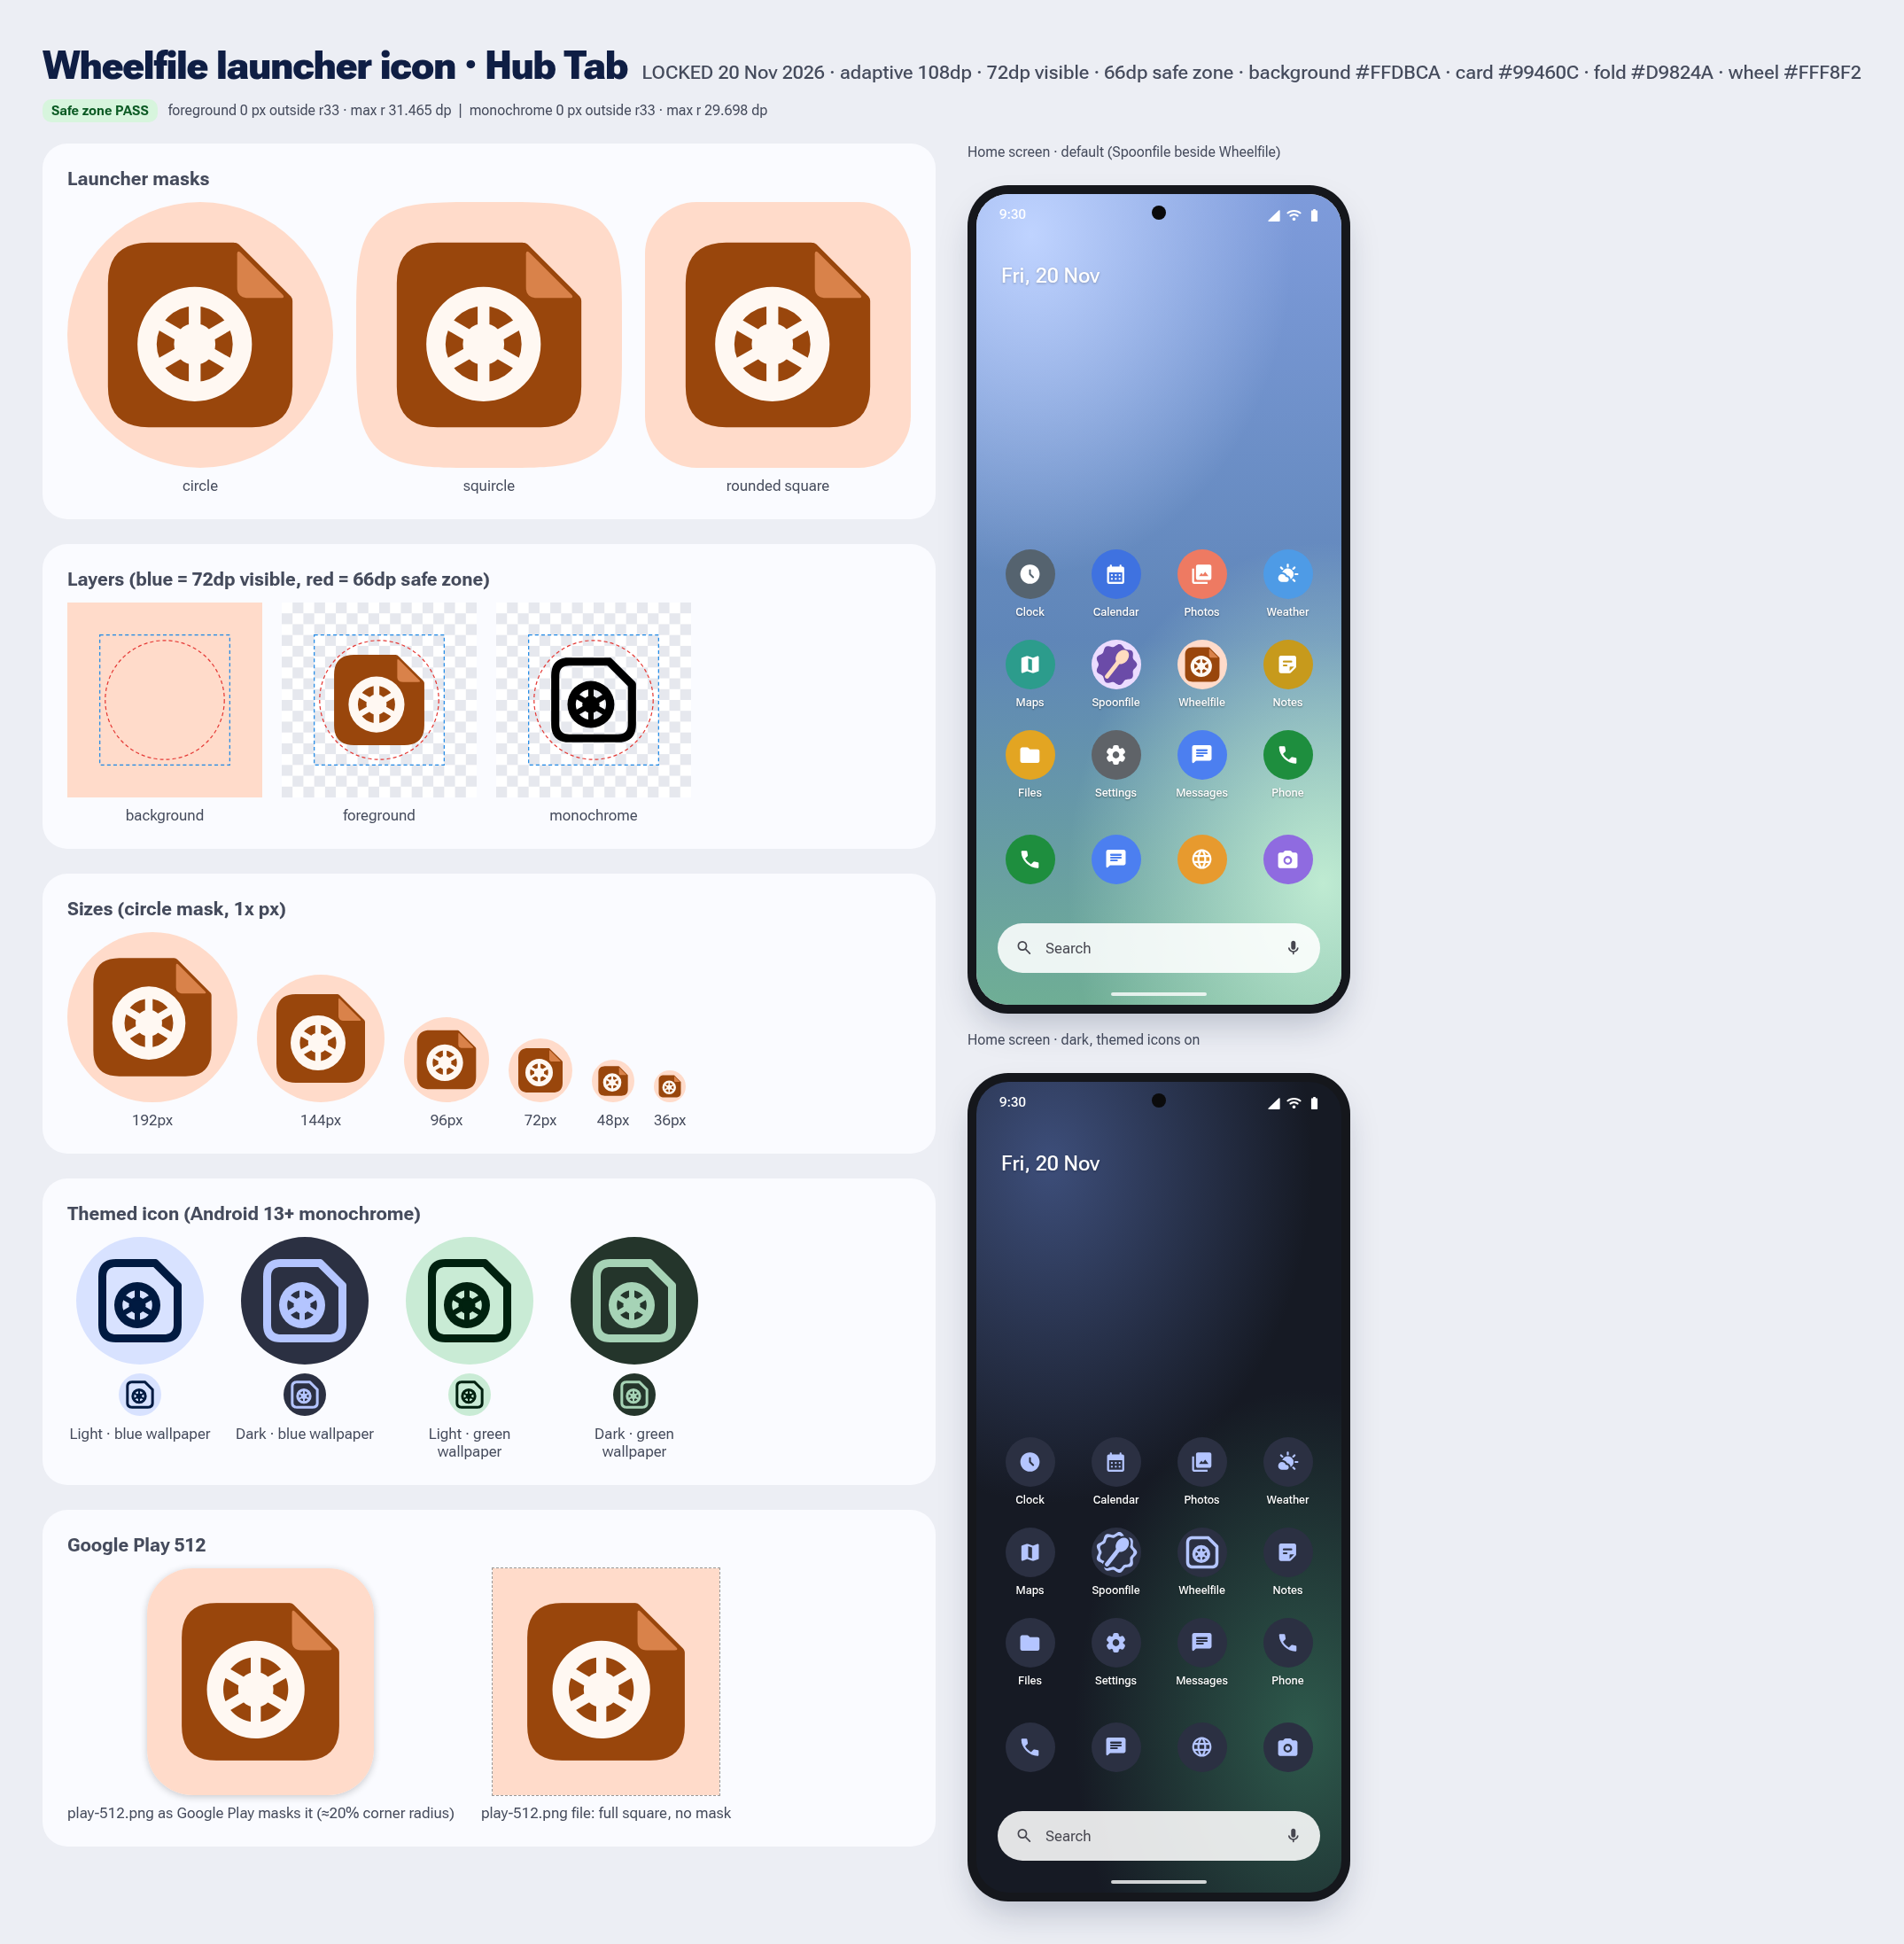 Wheelfile launcher icon · Hub Tab LOCKED 20 Nov 2026 · adaptive 108dp · 72dp visible · 66dp safe zone · background #FFDBCA · card #99460C · fold #D9824A · wheel #FFF8F2
Safe zone PASS foreground 0 px outside r33 · max r 31.465 dp | monochrome 0 px outside r33 · max r 29.698 dp
Launcher masks
circle squircle rounded square
Layers (blue = 72dp visible, red = 66dp safe zone)
background foreground monochrome
Sizes (circle mask, 1x px)
192px 144px 96px 72px 48px 36px
Themed icon (Android 13+ monochrome)
Light · blue wallpaper Dark · blue wallpaper Light · green wallpaper Dark · green wallpaper
Google Play 512
play-512.png as Google Play masks it (≈20% corner radius) play-512.png file: full square, no mask
Home screen · default (Spoonfile beside Wheelfile)
9:30
Fri, 20 Nov
Clock Calendar Photos Weather
Maps Spoonfile Wheelfile Notes
Files Settings Messages Phone
Search
Home screen · dark, themed icons on
9:30
Fri, 20 Nov
Clock Calendar Photos Weather
Maps Spoonfile Wheelfile Notes
Files Settings Messages Phone
Search